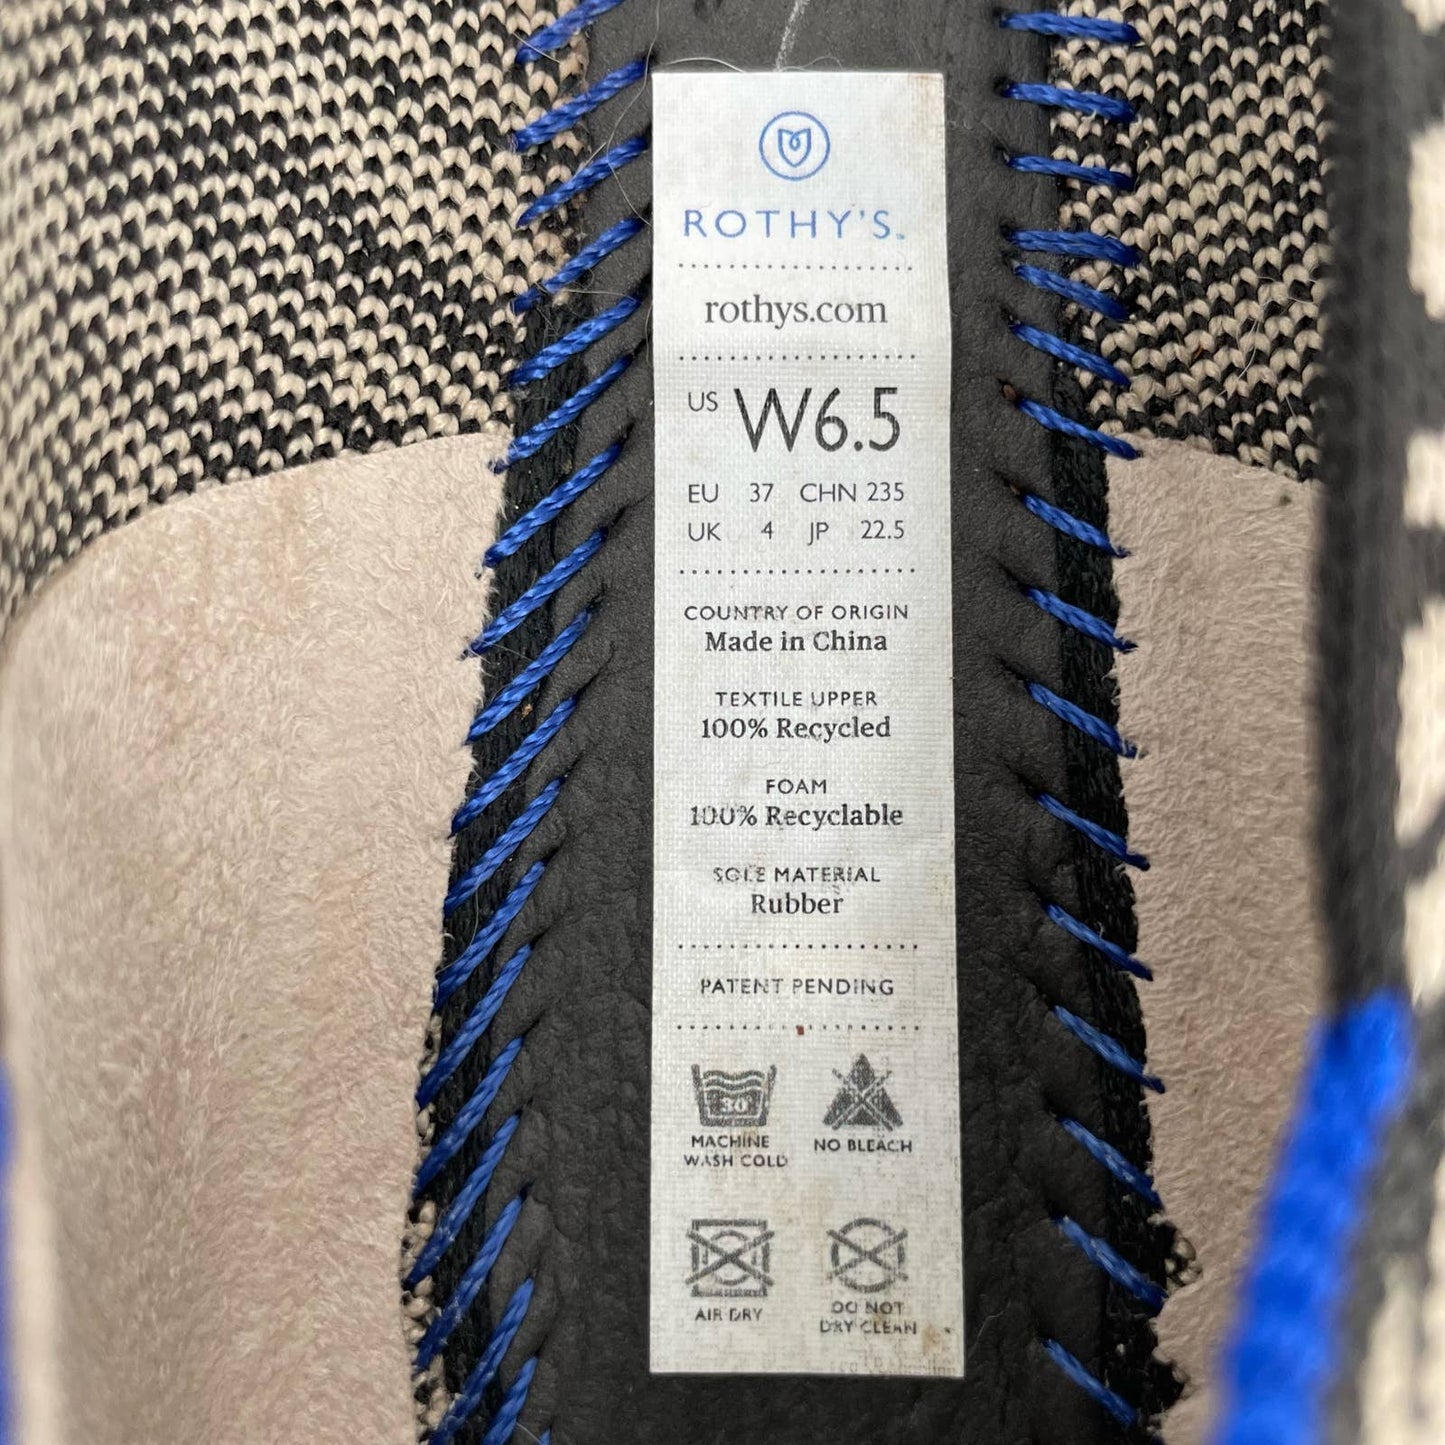 ROTHY'S™
rothys.com
US W6.5
EU 37 CHN 235
UK 4 JP 22.5
COUNTRY OF ORIGIN
Made in China
TEXTILE UPPER
100% Recycled
FOAM
100% Recyclable
SOLE MATERIAL
Rubber
PATENT PENDING
30
MACHINE
WASH COLD
NO BLEACH
AIR DRY
DO NOT
DRY CLEAN